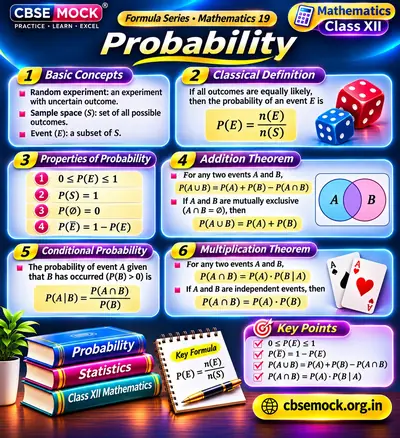 CBSE MOCK®
PRACTICE • LEARN • EXCEL
Formula Series • Mathematics 19
Probability
Mathematics
Class XII
1 Basic Concepts
Random experiment: an experiment
with uncertain outcome.
Sample space (S): set of all possible
outcomes.
Event (E): a subset of S.
2 Classical Definition
If all outcomes are equally likely,
then the probability of an event E is
P(E) = n(E)/n(S)
3 Properties of Probability
1 0 ≤ P(E) ≤ 1
2 P(S) = 1
3 P(∅) = 0
4 P(E̅) = 1 − P(E)
4 Addition Theorem
For any two events A and B,
P(A∪B) = P(A) + P(B) − P(A∩B)
If A and B are mutually exclusive
(A ∩ B = ∅), then
P(A∪B) = P(A) + P(B)
A B
5 Conditional Probability
The probability of event A given
that B has occurred (P(B) > 0) is
P(A|B) = P(A∩B)/P(B)
6 Multiplication Theorem
For any two events A and B,
P(A∩B) = P(A) · P(B|A)
If A and B are independent events, then
P(A∩B) = P(A) · P(B)
A
A
Probability
Statistics
Class XII Mathematics
Key Formula
P(E) = n(E)/n(S)
Key Points
0 ≤ P(E) ≤ 1
P(E̅) = 1 − P(E)
P(A∪B) = P(A) + P(B) − P(A∩B)
P(A∩B) = P(A) · P(B|A)
cbsemock.org.in